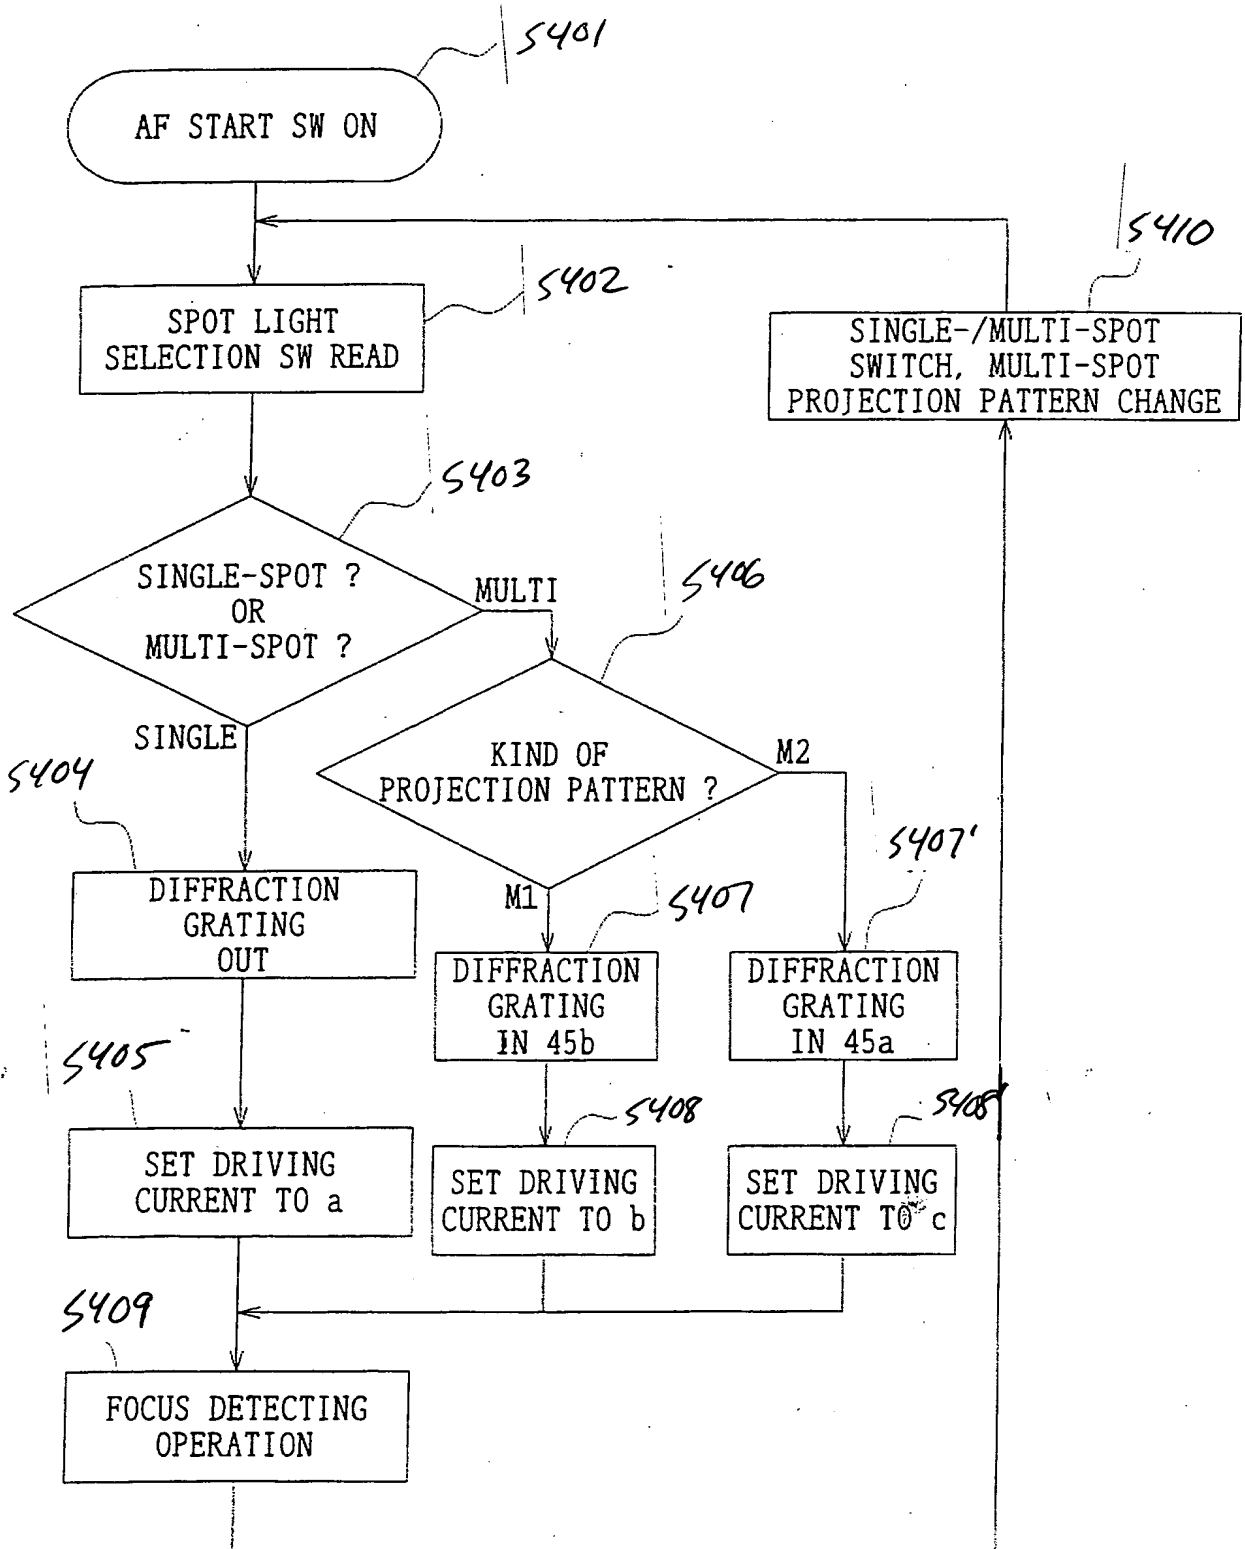 S401
AF START SW ON
S410
S402
SPOT LIGHT
SELECTION SW READ
SINGLE-/MULTI-SPOT
SWITCH, MULTI-SPOT
PROJECTION PATTERN CHANGE
S403
SINGLE-SPOT ?
OR
MULTI-SPOT ?
MULTI
S406
SINGLE
KIND OF
PROJECTION PATTERN ?
M2
S404
S407'
M1
S407
DIFFRACTION
GRATING
OUT
DIFFRACTION
GRATING
IN 45b
DIFFRACTION
GRATING
IN 45a
S405
S408
S408'
SET DRIVING
CURRENT TO a
SET DRIVING
CURRENT TO b
SET DRIVING
CURRENT TO c
S409
FOCUS DETECTING
OPERATION